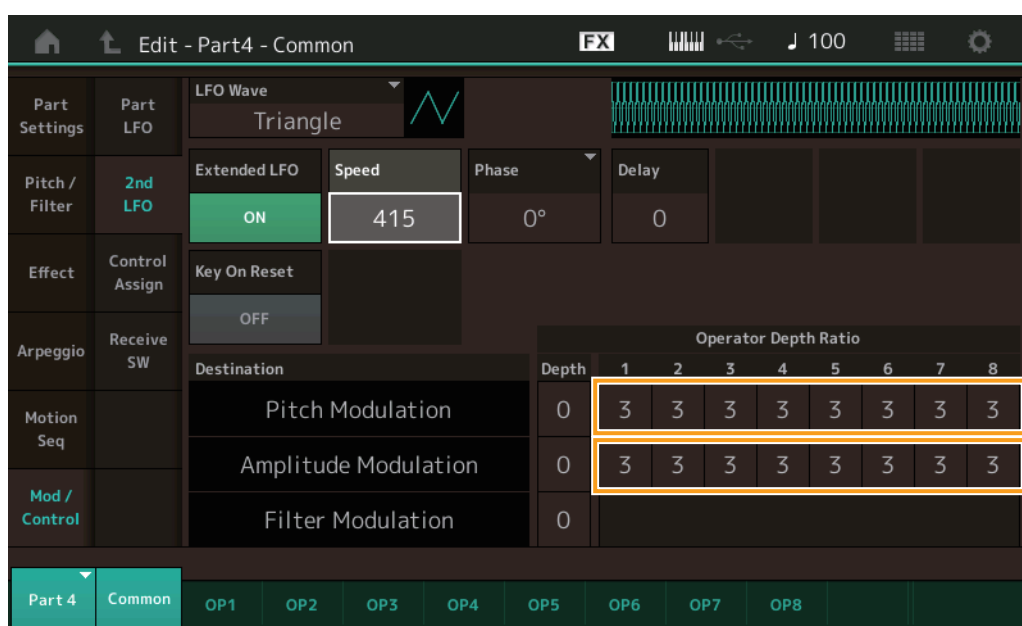 Edit - Part4 - Common
FX
♩ 100
Part
Settings
Pitch /
Filter
Effect
Arpeggio
Motion
Seq
Mod /
Control
Part
LFO
2nd
LFO
Control
Assign
Receive
SW
LFO Wave
Triangle
Extended LFO
ON
Speed
415
Phase
0°
Delay
0
Key On Reset
OFF
Operator Depth Ratio
Destination Depth 1 2 3 4 5 6 7 8
Pitch Modulation 0 3 3 3 3 3 3 3 3
Amplitude Modulation 0 3 3 3 3 3 3 3 3
Filter Modulation 0
Part 4 Common OP1 OP2 OP3 OP4 OP5 OP6 OP7 OP8